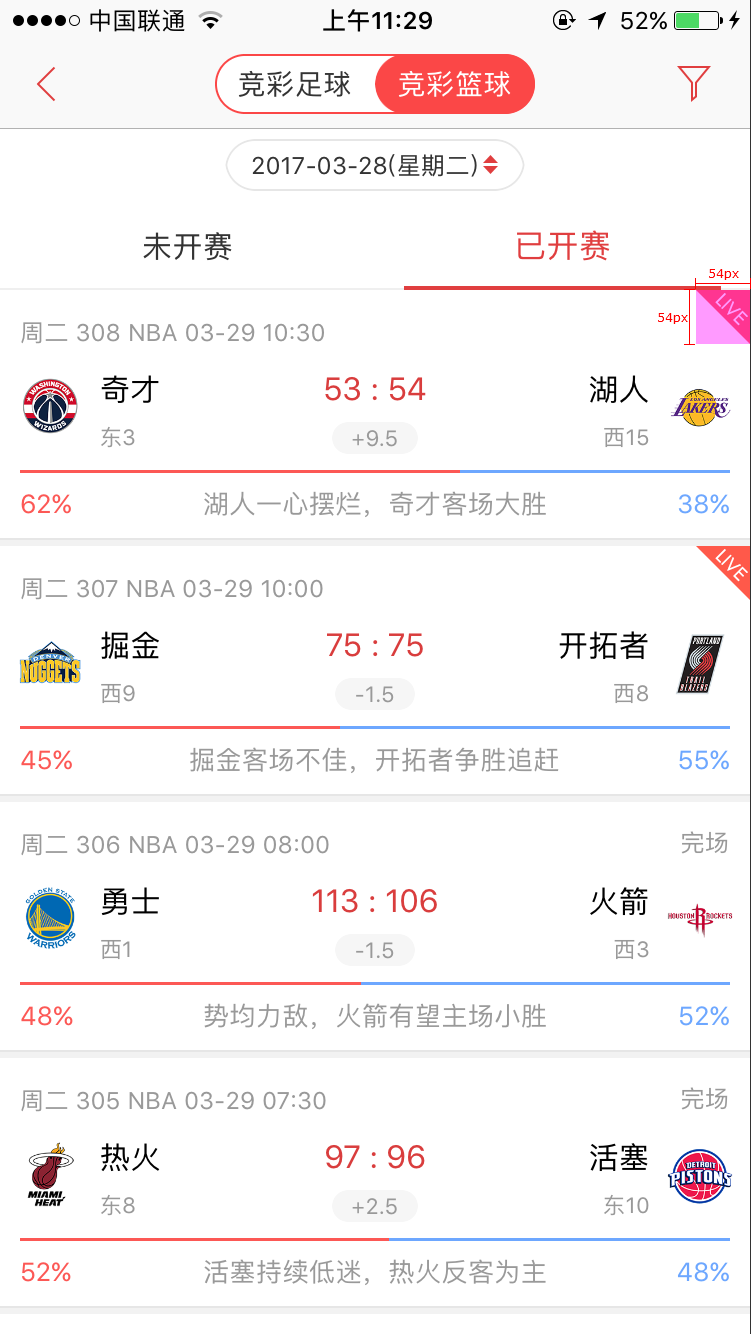 中国联通 上午11:29 52%
竞彩足球 竞彩篮球
2017-03-28(星期二)
未开赛 已开赛
54px
54px
LIVE
周二 308 NBA 03-29 10:30
WASHINGTON WIZARDS
奇才 53 : 54 湖人
LOS ANGELES LAKERS
东3 +9.5 西15
62% 湖人一心摆烂，奇才客场大胜 38%
LIVE
周二 307 NBA 03-29 10:00
掘金 75 : 75 开拓者
DENVER NUGGETS
PORTLAND TRAIL BLAZERS
西9 -1.5 西8
45% 掘金客场不佳，开拓者争胜追赶 55%
周二 306 NBA 03-29 08:00 完场
GOLDEN STATE WARRIORS
勇士 113 : 106 火箭
HOUSTON ROCKETS
西1 -1.5 西3
48% 势均力敌，火箭有望主场小胜 52%
周二 305 NBA 03-29 07:30 完场
热火 97 : 96 活塞
MIAMI HEAT
DETROIT PISTONS
东8 +2.5 东10
52% 活塞持续低迷，热火反客为主 48%